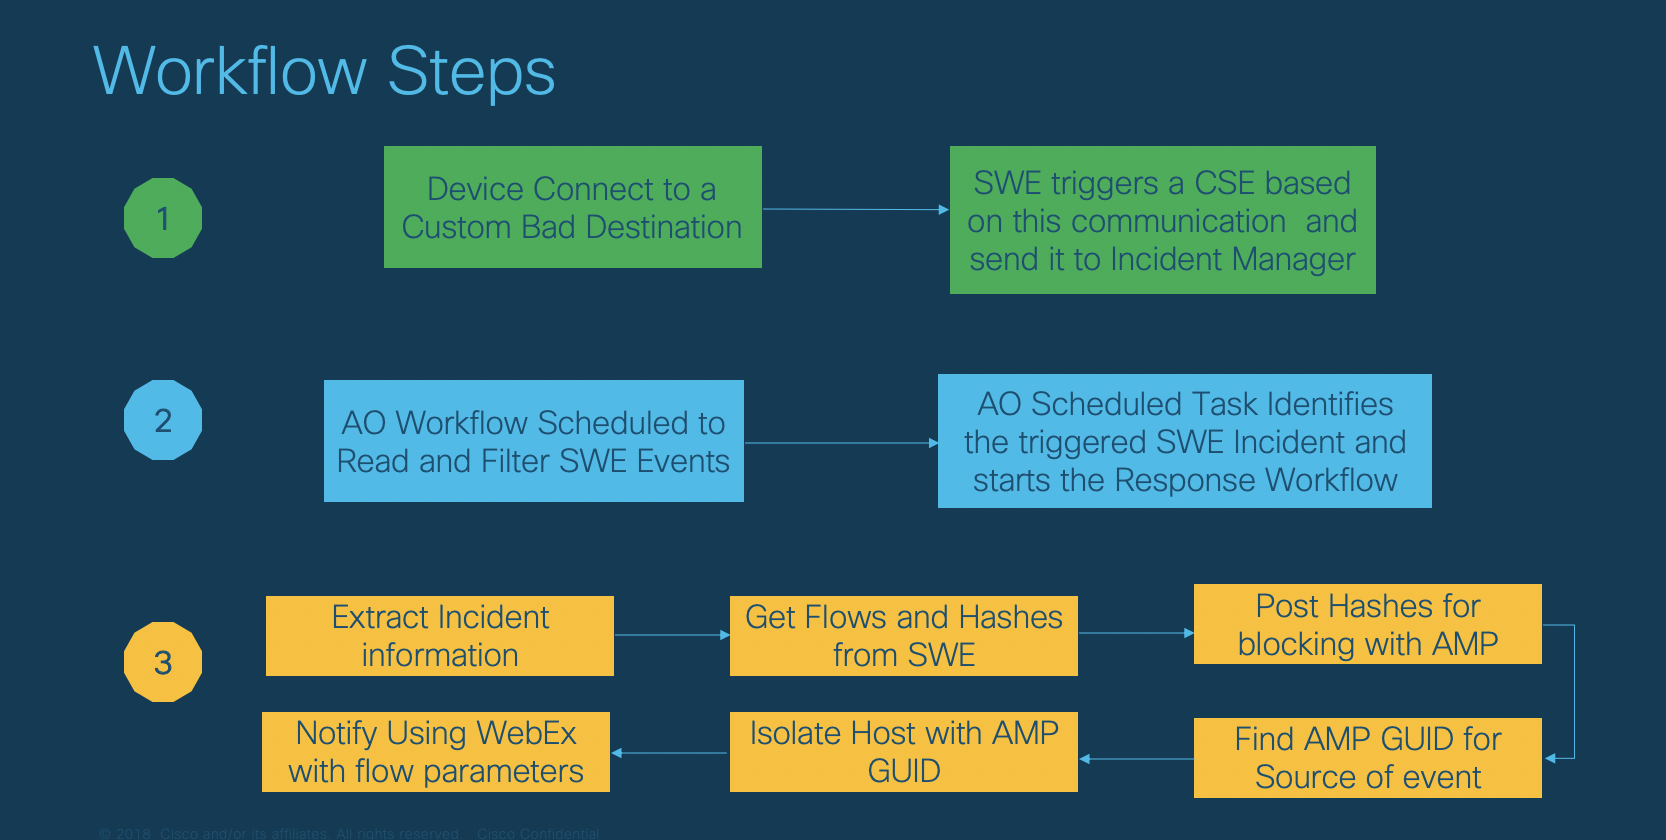 Workflow Steps
1
Device Connect to a
Custom Bad Destination
SWE triggers a CSE based
on this communication and
send it to Incident Manager
2
AO Workflow Scheduled to
Read and Filter SWE Events
AO Scheduled Task Identifies
the triggered SWE Incident and
starts the Response Workflow
3
Extract Incident
information
Get Flows and Hashes
from SWE
Post Hashes for
blocking with AMP
Find AMP GUID for
Source of event
Isolate Host with AMP
GUID
Notify Using WebEx
with flow parameters
© 2018 Cisco and/or its affiliates. All rights reserved. Cisco Confidential